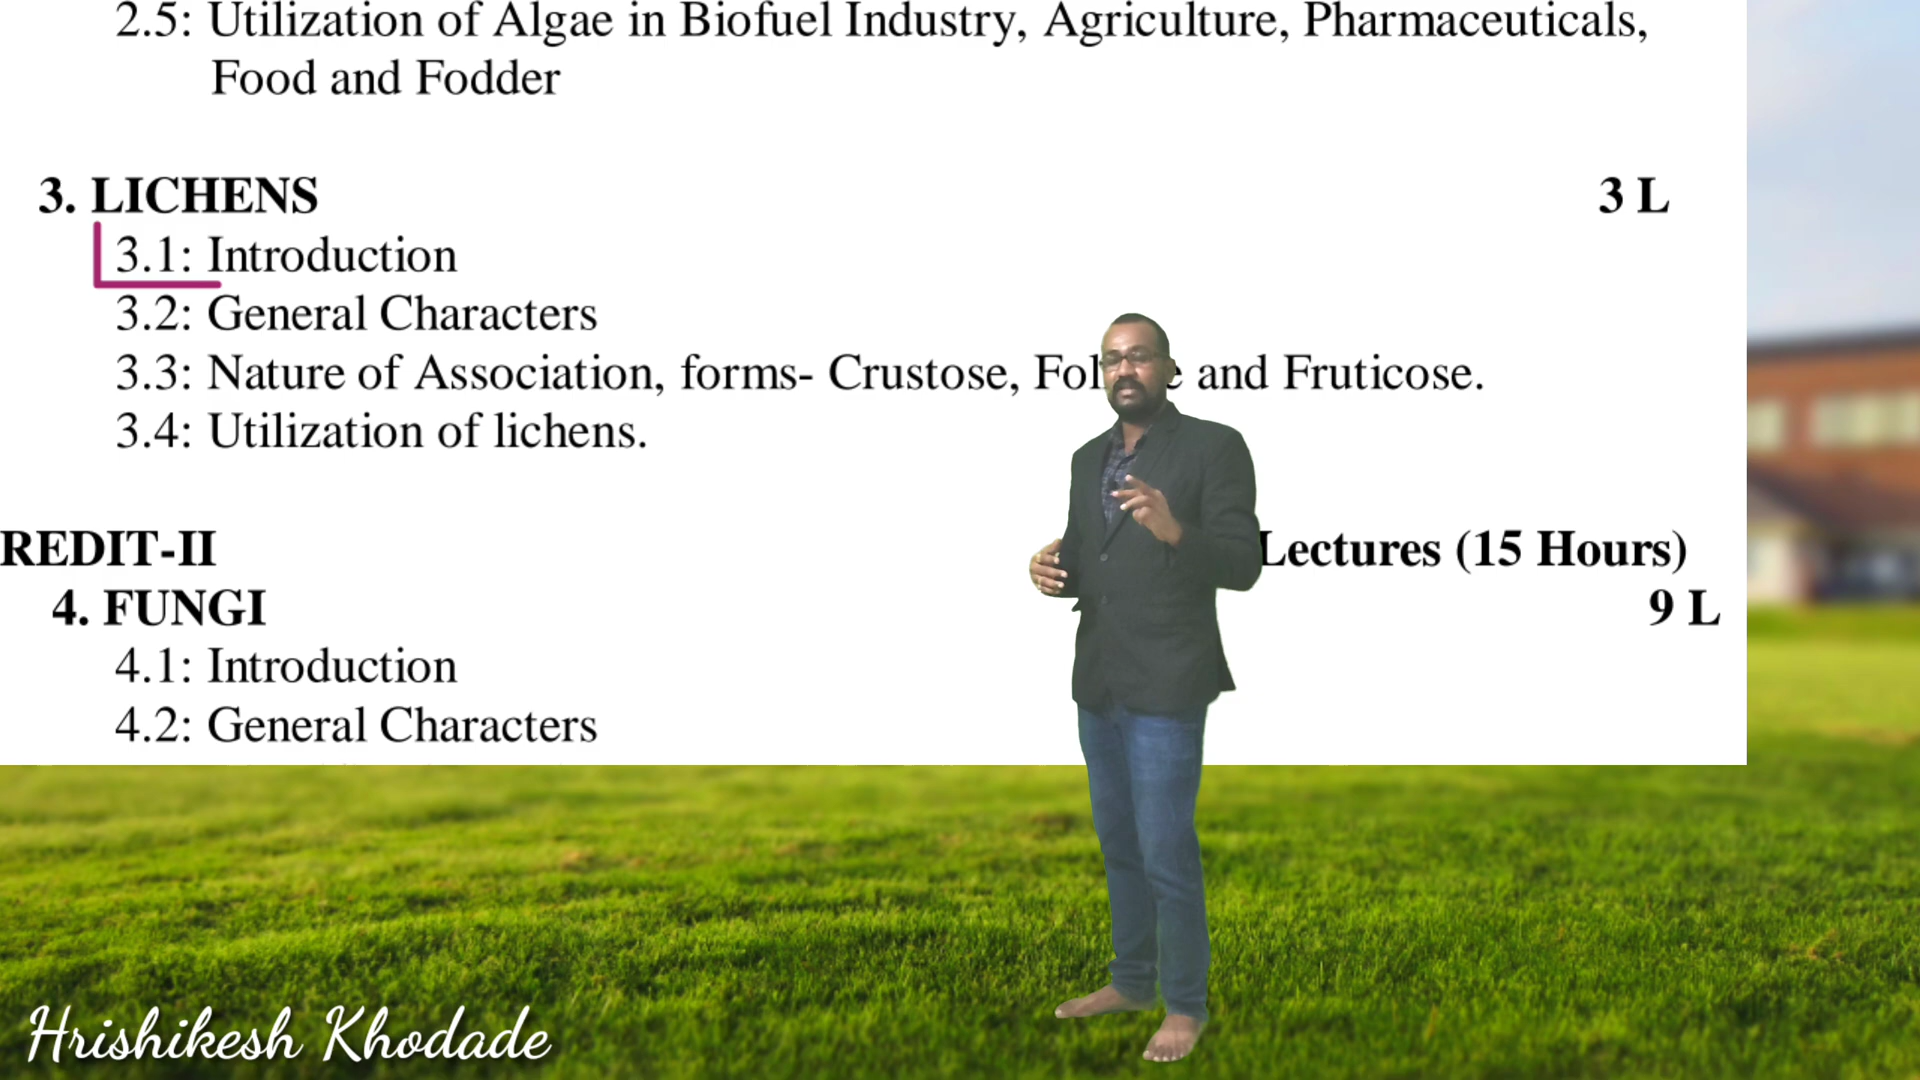 2.5: Utilization of Algae in Biofuel Industry, Agriculture, Pharmaceuticals,
Food and Fodder
3. LICHENS 3 L
3.1: Introduction
3.2: General Characters
3.3: Nature of Association, forms- Crustose, and Fruticose.
3.4: Utilization of lichens.
REDIT-II Lectures (15 Hours)
4. FUNGI 9 L
4.1: Introduction
4.2: General Characters
Hrishikesh Khodade